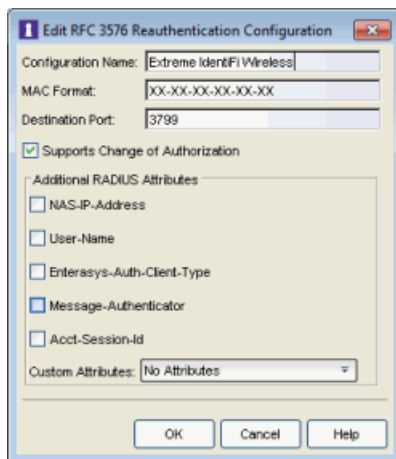 Edit RFC 3576 Reauthentication Configuration
Configuration Name: Extreme IdentiFi Wireless
MAC Format: XX-XX-XX-XX-XX-XX
Destination Port: 3799
Supports Change of Authorization
Additional RADIUS Attributes
NAS-IP-Address
User-Name
Enterasys-Auth-Client-Type
Message-Authenticator
Acct-Session-Id
Custom Attributes: No Attributes
OK Cancel Help